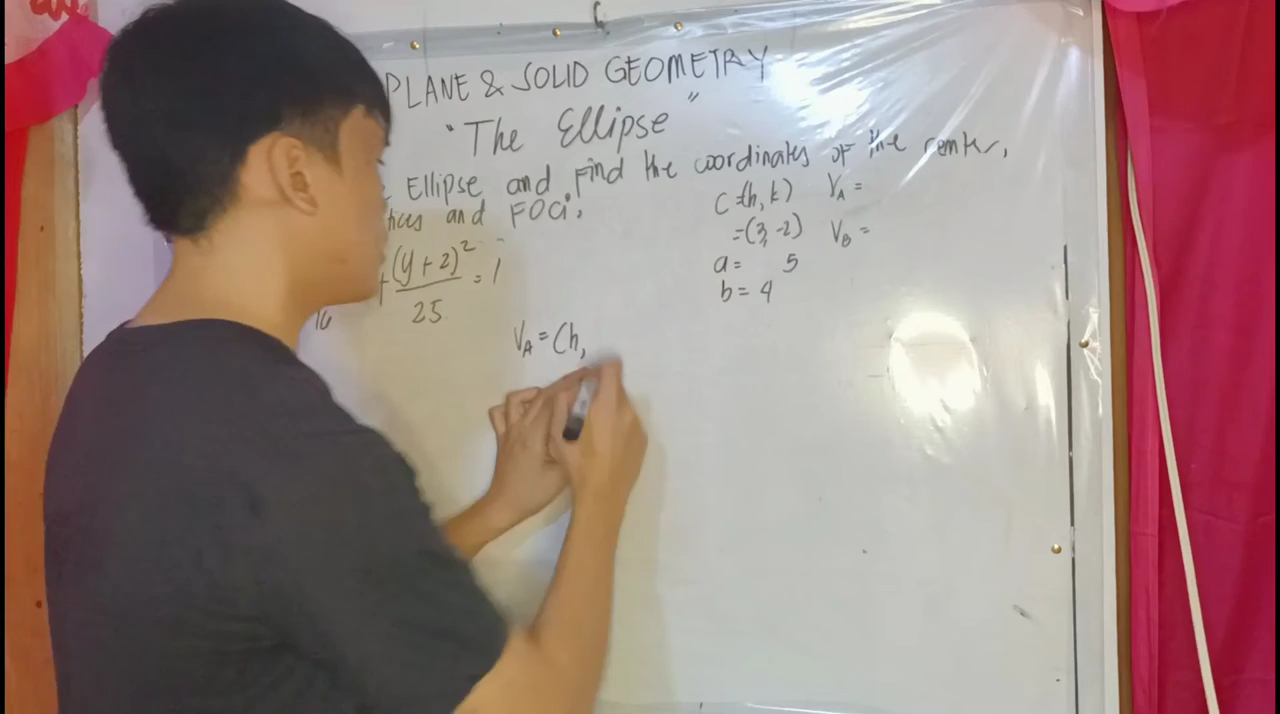 PLANE & SOLID GEOMETRY
"The Ellipse"
Ellipse and Find the coordinates of the center,
and FOCi.
C=(h, k) V_A =
=(3, -2) V_B =
a= 5
b = 4
+ (y + 2)² = 1
16 25
V_A = (h,